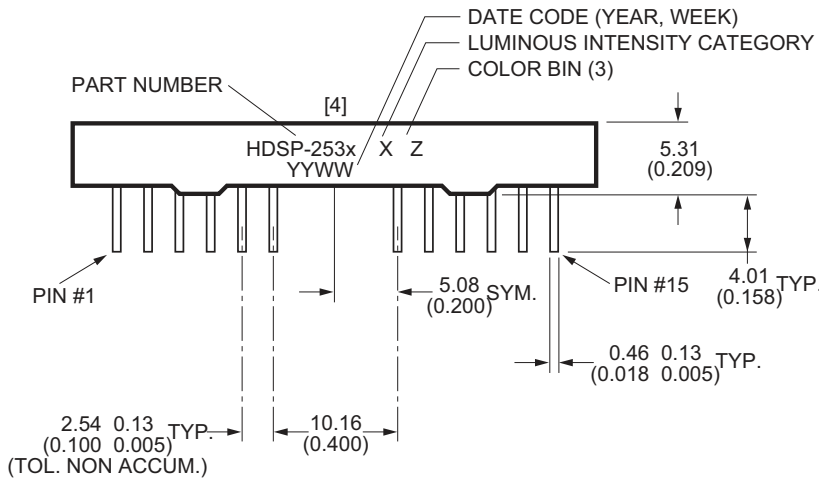 DATE CODE (YEAR, WEEK)
LUMINOUS INTENSITY CATEGORY
COLOR BIN (3)
PART NUMBER
[4]
HDSP-253x X Z
YYWW
5.31
(0.209)
PIN #1
5.08
(0.200) SYM.
PIN #15
4.01
(0.158) TYP.
0.46 0.13
(0.018 0.005) TYP.
2.54 0.13
(0.100 0.005) TYP.
(TOL. NON ACCUM.)
10.16
(0.400)